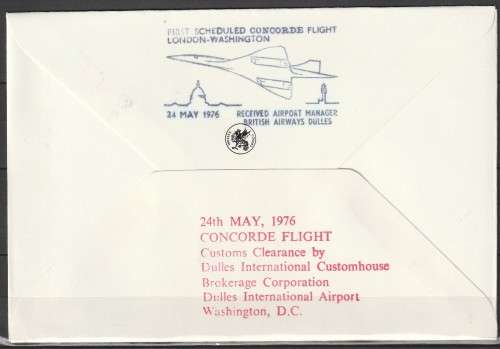 FIRST SCHEDULED CONCORDE FLIGHT
LONDON-WASHINGTON
24 MAY 1976
RECEIVED AIRPORT MANAGER
BRITISH AIRWAYS DULLES
24th MAY, 1976
CONCORDE FLIGHT
Customs Clearance by
Dulles International Customhouse
Brokerage Corporation
Dulles International Airport
Washington, D.C.